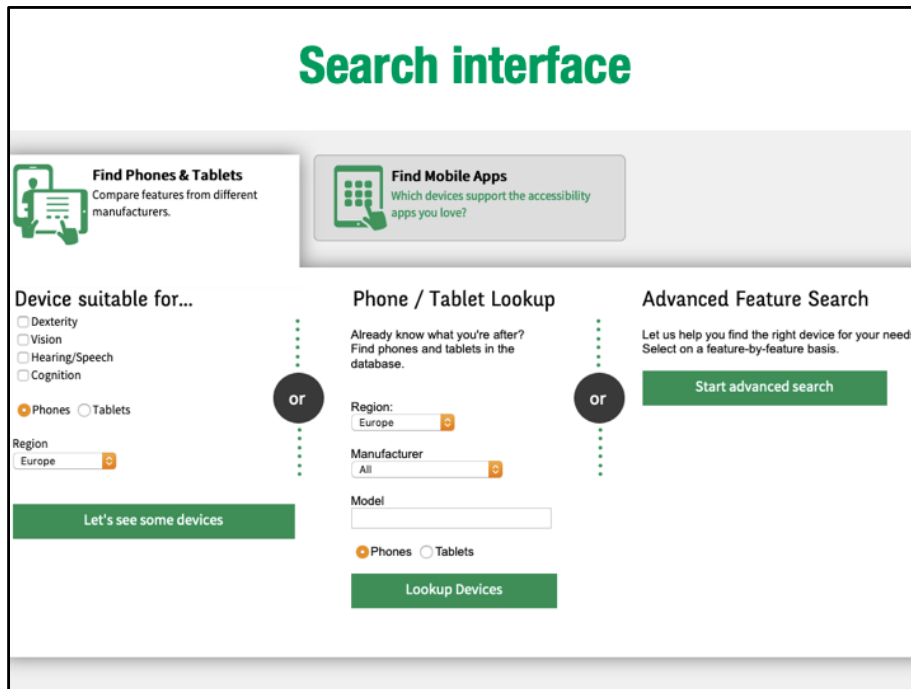 Search interface
Find Phones & Tablets
Compare features from different
manufacturers.
Find Mobile Apps
Which devices support the accessibility
apps you love?
Device suitable for...
Dexterity
Vision
Hearing/Speech
Cognition
Phones Tablets
Region
Europe
Let's see some devices
or
Phone / Tablet Lookup
Already know what you're after?
Find phones and tablets in the
database.
Region:
Europe
Manufacturer
All
Model
Phones Tablets
Lookup Devices
or
Advanced Feature Search
Let us help you find the right device for your need
Select on a feature-by-feature basis.
Start advanced search